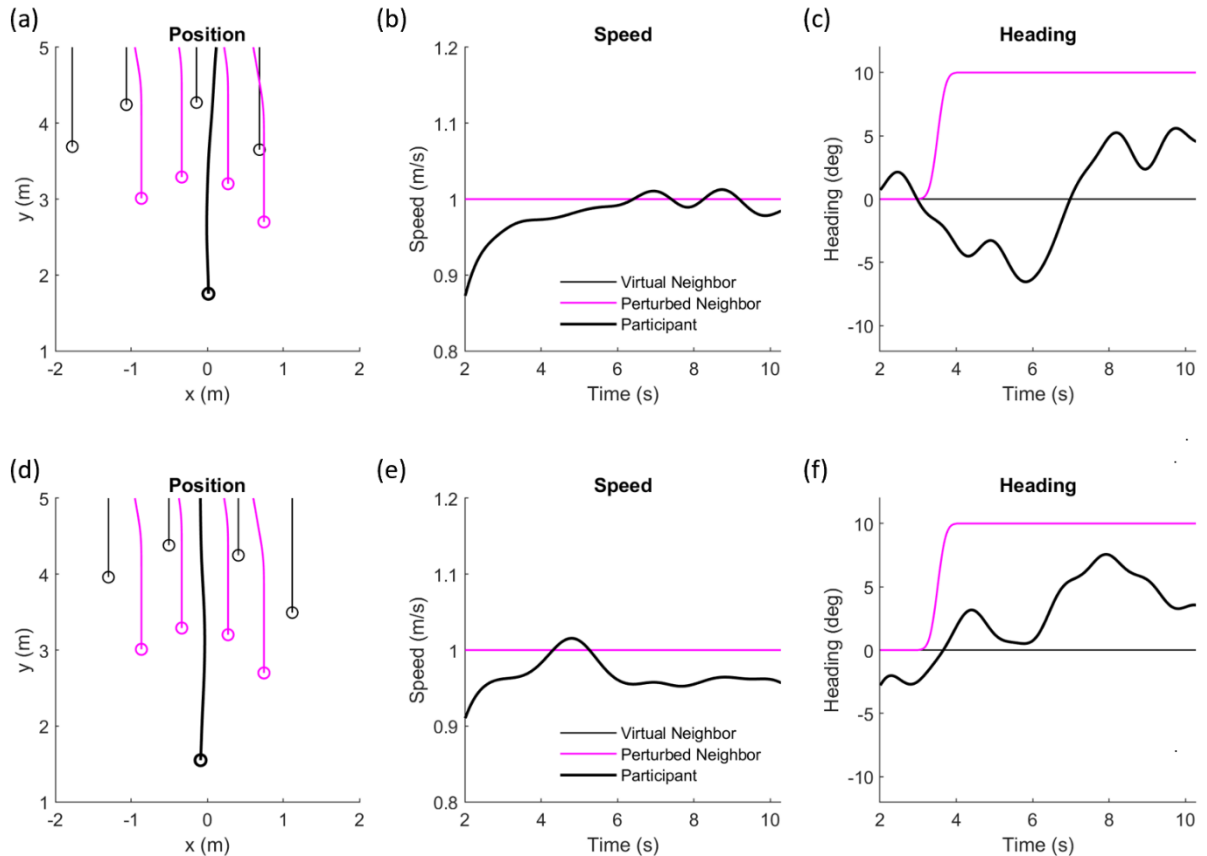 (a)
Position
5
4
3
2
1
y (m)
-2 -1 0 1 2
x (m)
(b)
Speed
1.2
1.1
1
0.9
0.8
Speed (m/s)
Virtual Neighbor
Perturbed Neighbor
Participant
2 4 6 8 10
Time (s)
(c)
Heading
10
5
0
-5
-10
Heading (deg)
2 4 6 8 10
Time (s)
(d)
Position
5
4
3
2
1
y (m)
-2 -1 0 1 2
x (m)
(e)
Speed
1.2
1.1
1
0.9
0.8
Speed (m/s)
Virtual Neighbor
Perturbed Neighbor
Participant
2 4 6 8 10
Time (s)
(f)
Heading
10
5
0
-5
-10
Heading (deg)
2 4 6 8 10
Time (s)